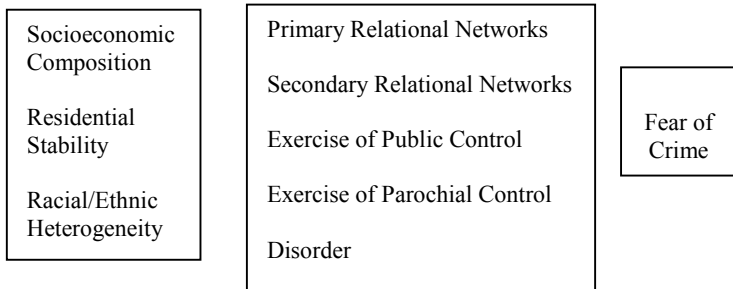 Socioeconomic
Composition
Residential
Stability
Racial/Ethnic
Heterogeneity
Primary Relational Networks
Secondary Relational Networks
Exercise of Public Control
Exercise of Parochial Control
Disorder
Fear of
Crime